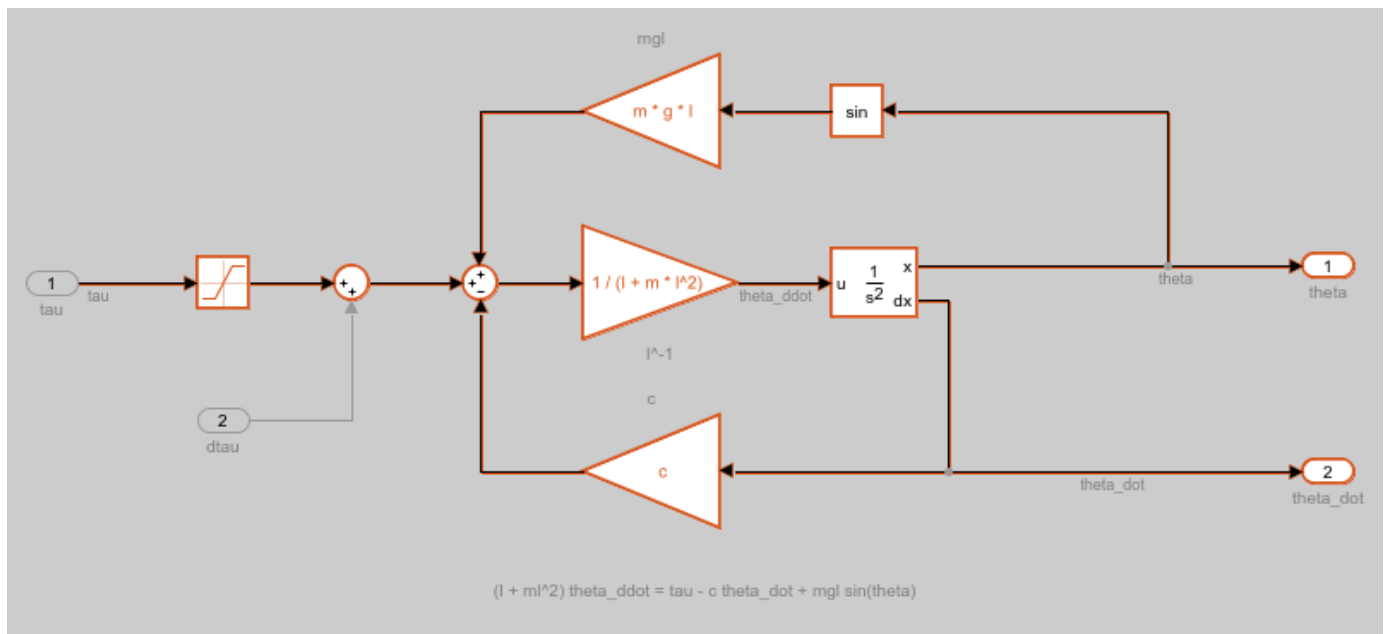 mgl
m * g * l
sin
+
+
+
+
−
1 / (I + m * l^2)
I^-1
theta_ddot
u
1
s2
x
dx
1
tau
tau
2
dtau
c
c
theta
1
theta
theta_dot
2
theta_dot
(I + ml^2) theta_ddot = tau - c theta_dot + mgl sin(theta)